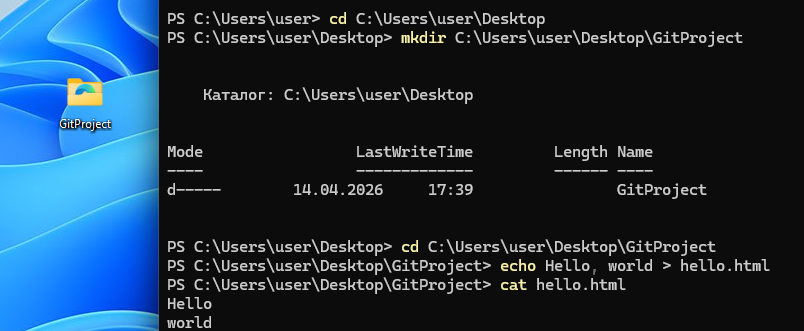 PS C:\Users\user> cd C:\Users\user\Desktop
PS C:\Users\user\Desktop> mkdir C:\Users\user\Desktop\GitProject
Каталог: C:\Users\user\Desktop
Mode LastWriteTime Length Name
---- ------------- ------ ----
d----- 14.04.2026 17:39 GitProject
PS C:\Users\user\Desktop> cd C:\Users\user\Desktop\GitProject
PS C:\Users\user\Desktop\GitProject> echo Hello, world > hello.html
PS C:\Users\user\Desktop\GitProject> cat hello.html
Hello
world
GitProject